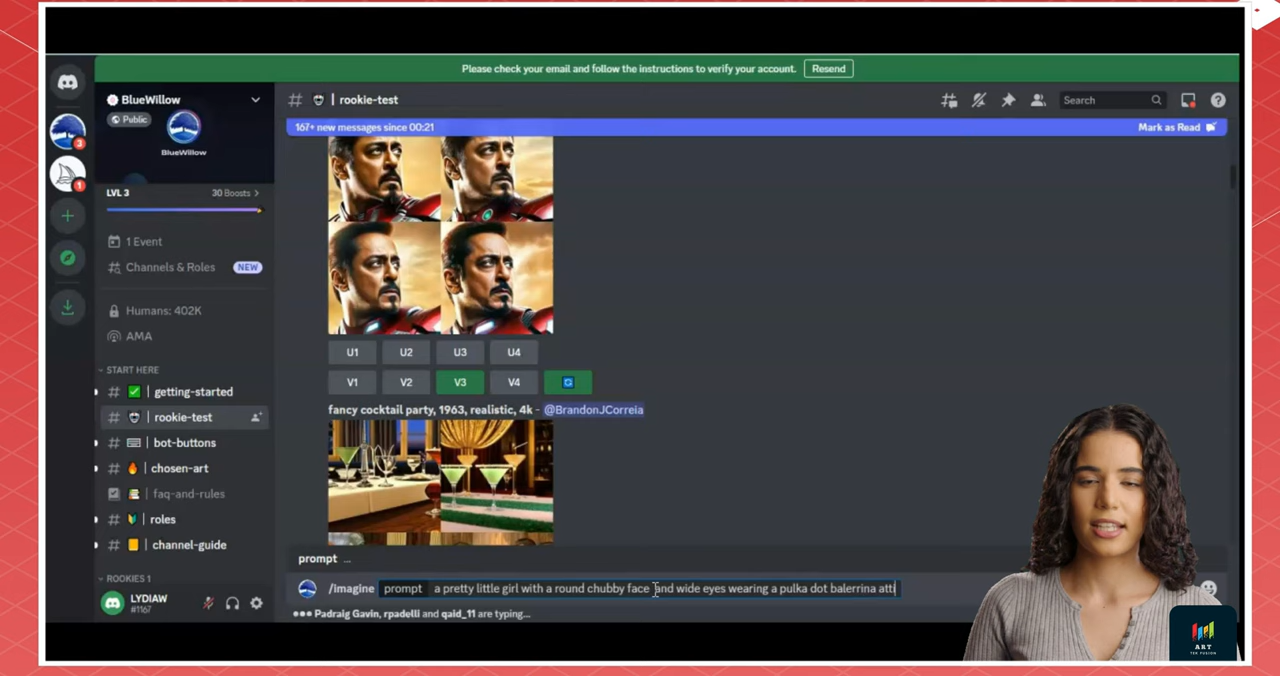 Please check your email and follow the instructions to verify your account. Resend
BlueWillow
Public
BlueWillow
LVL 3 30 Boosts >
1 Event
Channels & Roles NEW
Humans: 402K
AMA
START HERE
# | getting-started
# | rookie-test
# | bot-buttons
# | chosen-art
| faq-and-rules
# | roles
# | channel-guide
ROOKIES 1
LYDIAW
#1167
3
1
# | rookie-test
Search
167+ new messages since 00:21 Mark as Read
U1 U2 U3 U4
V1 V2 V3 V4
fancy cocktail party, 1963, realistic, 4k - @BrandonJCorreia
prompt ...
/imagine prompt a pretty little girl with a round chubby face and wide eyes wearing a pulka dot balerrina atti
Padraig Gavin, rpadelli and qaid_11 are typing...
ART
TEK FUSION